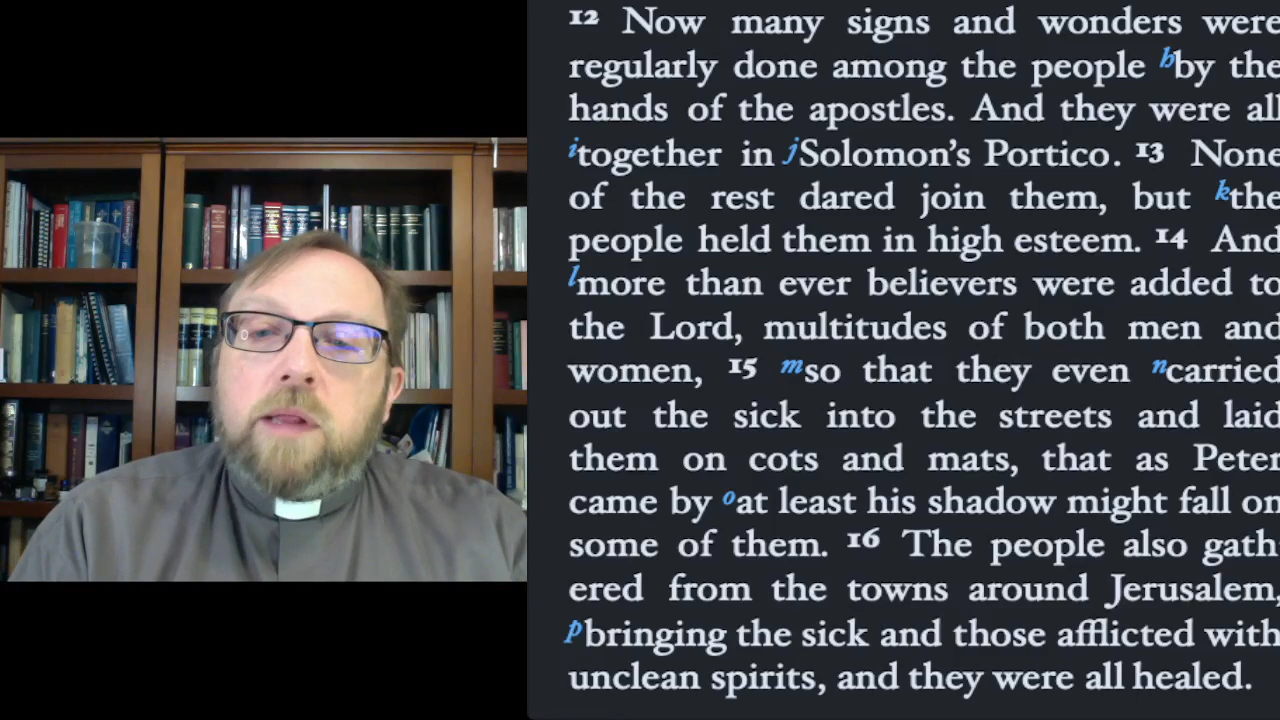 12 Now many signs and wonders were
regularly done among the people hby the
hands of the apostles. And they were all
itogether in jSolomon’s Portico. 13 None
of the rest dared join them, but kthe
people held them in high esteem. 14 And
lmore than ever believers were added to
the Lord, multitudes of both men and
women, 15 mso that they even ncarried
out the sick into the streets and laid
them on cots and mats, that as Peter
came by oat least his shadow might fall on
some of them. 16 The people also gath-
ered from the towns around Jerusalem,
pbringing the sick and those afflicted with
unclean spirits, and they were all healed.